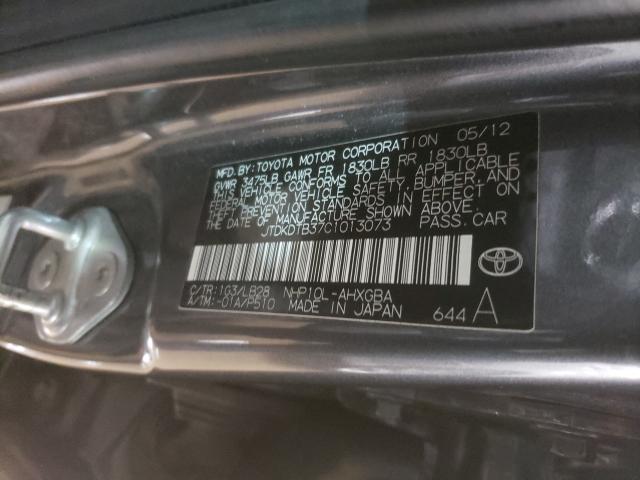 MFD.BY:TOYOTA MOTOR CORPORATION 05/12
GVWR 3475LB GAWR FR 1830LB RR 1830LB
THIS VEHICLE CONFORMS TO ALL APPLICABLE
FEDERAL MOTOR VEHICLE SAFETY, BUMPER, AND
THEFT PREVENTION STANDARDS IN EFFECT ON
THE DATE OF MANUFACTURE SHOWN ABOVE.
JTDKDTB37C1013073 PASS.CAR
C/TR:1G3/LB28 NHP10L-AHXGBA
A/TM:-01A/P510 MADE IN JAPAN 644 A